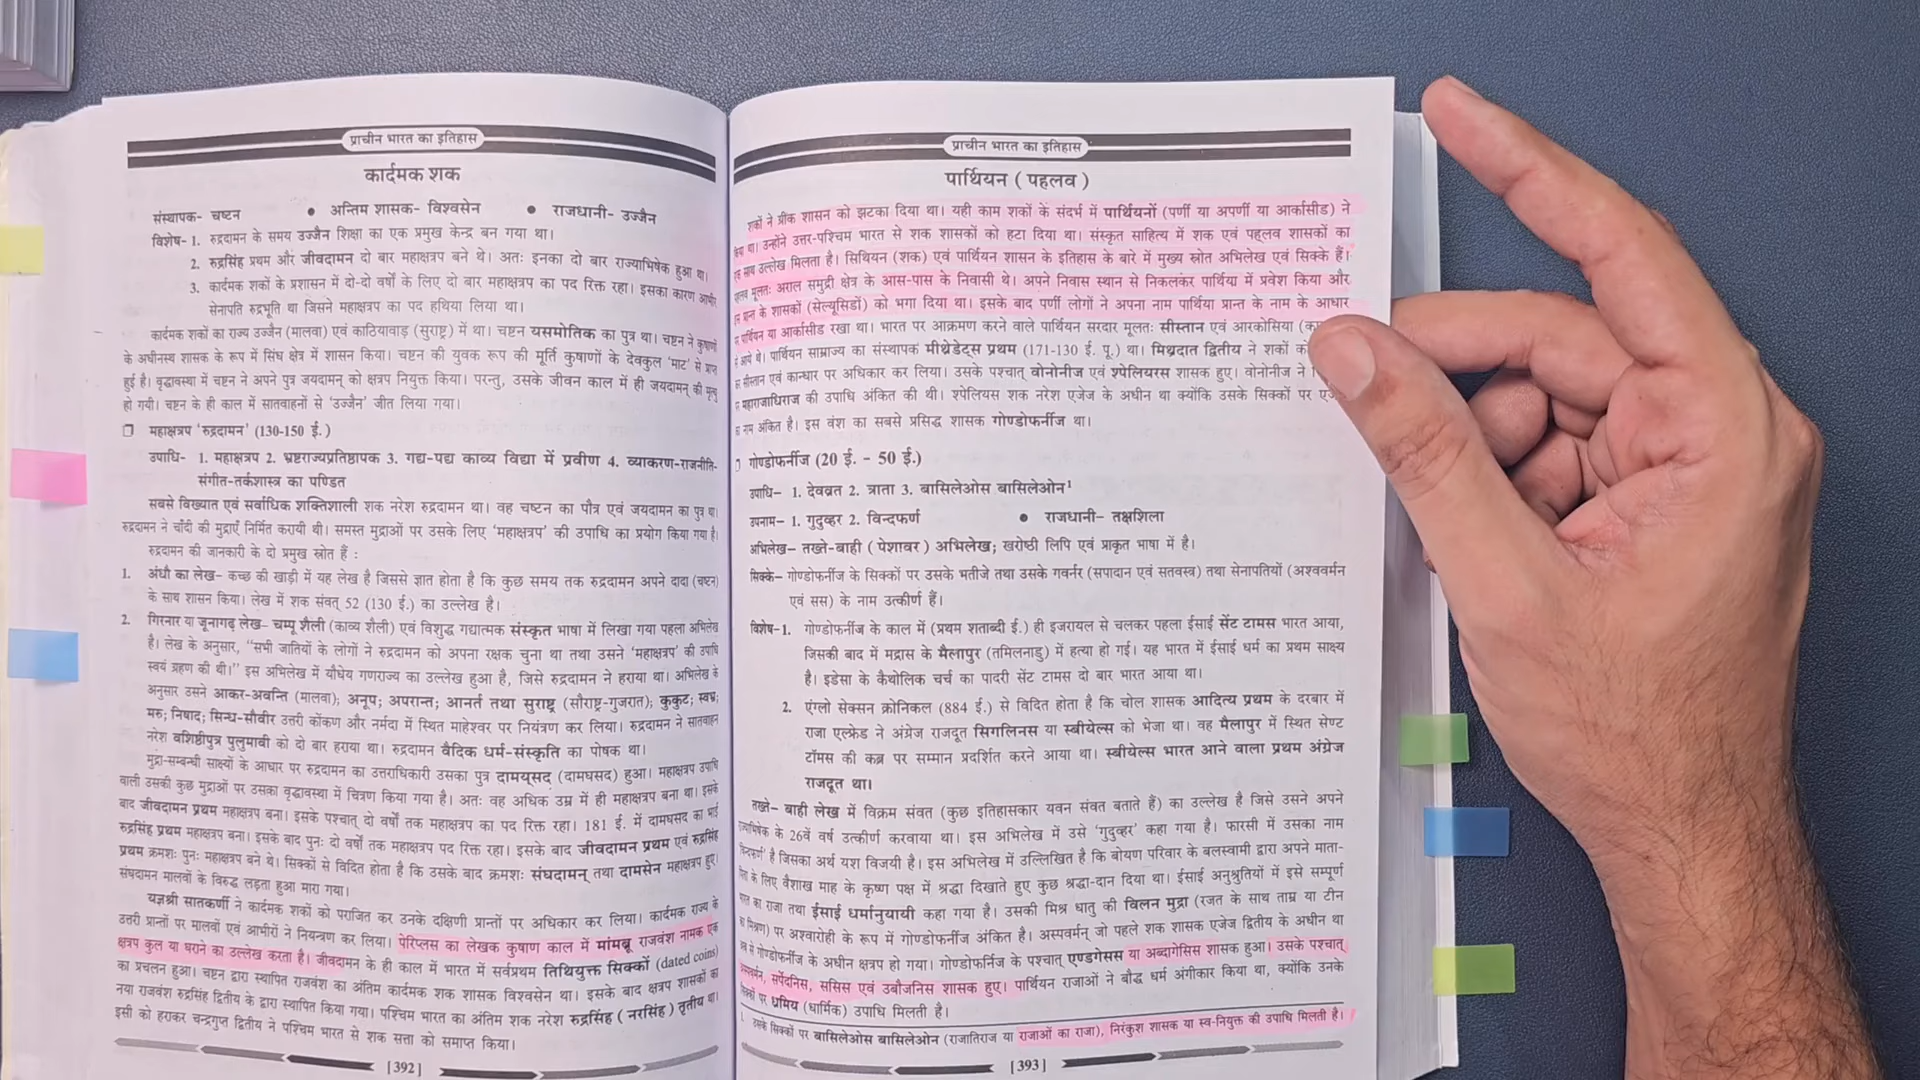 प्राचीन भारत का इतिहास
कार्दमक शक
संस्थापक- चष्टन ● अन्तिम शासक- विश्वसेन ● राजधानी- उज्जैन
विशेष- 1. रुद्रदामन के समय उज्जैन शिक्षा का एक प्रमुख केन्द्र बन गया था।
2. रुद्रसिंह प्रथम और जीवदामन दो बार महाक्षत्रप बने थे। अतः इनका दो बार राज्याभिषेक हुआ था।
3. कार्दमक शकों के प्रशासन में दो-दो वर्षों के लिए दो बार महाक्षत्रप का पद रिक्त रहा। इसका कारण आभीर
सेनापति रुद्रभूति था जिसने महाक्षत्रप का पद हथिया लिया था।
कार्दमक शकों का राज्य उज्जैन (मालवा) एवं काठियावाड़ (सुराष्ट्र) में था। चष्टन यसमोतिक का पुत्र था। चष्टन ने कुषाणों
के अधीनस्थ शासक के रूप में सिंध क्षेत्र में शासन किया। चष्टन की युवक रूप की मूर्ति कुषाणों के देवकुल 'माट' से प्राप्त
हुई है। वृद्धावस्था में चष्टन ने अपने पुत्र जयदामन् को क्षत्रप नियुक्त किया। परन्तु, उसके जीवन काल में ही जयदामन् की मृत्यु
हो गयी। चष्टन के ही काल में सातवाहनों से 'उज्जैन' जीत लिया गया।
❐ महाक्षत्रप 'रुद्रदामन' (130-150 ई.)
उपाधि- 1. महाक्षत्रप 2. भ्रष्टराज्यप्रतिष्ठापक 3. गद्य-पद्य काव्य विद्या में प्रवीण 4. व्याकरण-राजनीति-
संगीत-तर्कशास्त्र का पण्डित
सबसे विख्यात एवं सर्वाधिक शक्तिशाली शक नरेश रुद्रदामन था। वह चष्टन का पौत्र एवं जयदामन का पुत्र था।
रुद्रदामन ने चाँदी की मुद्राएँ निर्मित करायी थी। समस्त मुद्राओं पर उसके लिए 'महाक्षत्रप' की उपाधि का प्रयोग किया गया है।
रुद्रदामन की जानकारी के दो प्रमुख स्रोत हैं :
1. अंधौ का लेख- कच्छ की खाड़ी में यह लेख है जिससे ज्ञात होता है कि कुछ समय तक रुद्रदामन अपने दादा (चष्टन)
के साथ शासन किया। लेख में शक संवत् 52 (130 ई.) का उल्लेख है।
2. गिरनार या जूनागढ़ लेख- चम्पू शैली (काव्य शैली) एवं विशुद्ध गद्यात्मक संस्कृत भाषा में लिखा गया पहला अभिलेख
है। लेख के अनुसार, "सभी जातियों के लोगों ने रुद्रदामन को अपना रक्षक चुना था तथा उसने 'महाक्षत्रप' की उपाधि
स्वयं ग्रहण की थी।" इस अभिलेख में यौधेय गणराज्य का उल्लेख हुआ है, जिसे रुद्रदामन ने हराया था। अभिलेख के
अनुसार उसने आकर-अवन्ति (मालवा); अनूप; अपरान्त; आनर्त तथा सुराष्ट्र (सौराष्ट्र-गुजरात); कुकुट; स्वभ्र;
मरु; निषाद; सिन्ध-सौवीर उत्तरी कोंकण और नर्मदा में स्थित माहेश्वर पर नियंत्रण कर लिया। रुद्रदामन ने सातवाहन
नरेश वशिष्ठीपुत्र पुलुमावी को दो बार हराया था। रुद्रदामन वैदिक धर्म-संस्कृति का पोषक था।
मुद्रा-सम्बन्धी साक्ष्यों के आधार पर रुद्रदामन का उत्तराधिकारी उसका पुत्र दामय्सद (दामघसद) हुआ। महाक्षत्रप उपाधि
वाली उसकी कुछ मुद्राओं पर उसका वृद्धावस्था में चित्रण किया गया है। अतः वह अधिक उम्र में ही महाक्षत्रप बना था। इसके
बाद जीवदामन प्रथम महाक्षत्रप बना। इसके पश्चात् दो वर्षों तक महाक्षत्रप का पद रिक्त रहा। 181 ई. में दामघसद का भाई
रुद्रसिंह प्रथम महाक्षत्रप बना। इसके बाद पुनः दो वर्षों तक महाक्षत्रप पद रिक्त रहा। इसके बाद जीवदामन प्रथम एवं रुद्रसिंह
प्रथम क्रमशः पुनः महाक्षत्रप बने थे। सिक्कों से विदित होता है कि उसके बाद क्रमशः संघदामन् तथा दामसेन महाक्षत्रप हुए।
संघदामन मालवों के विरुद्ध लड़ता हुआ मारा गया।
यज्ञश्री सातकर्णी ने कार्दमक शकों को पराजित कर उनके दक्षिणी प्रान्तों पर अधिकार कर लिया। कार्दमक राज्य के
उत्तरी प्रान्तों पर मालवों एवं आभीरों ने नियन्त्रण कर लिया। पेरिप्लस का लेखक कुषाण काल में मांमब्रू राजवंश नामक एक
क्षत्रप कुल या घराने का उल्लेख करता है। जीवदामन के ही काल में भारत में सर्वप्रथम तिथियुक्त सिक्कों (dated coins)
का प्रचलन हुआ। चष्टन द्वारा स्थापित राजवंश का अंतिम कार्दमक शक शासक विश्वसेन था। इसके बाद क्षत्रप शासकों का
नया राजवंश रुद्रसिंह द्वितीय के द्वारा स्थापित किया गया। पश्चिम भारत का अंतिम शक नरेश रुद्रसिंह ( नरसिंह ) तृतीय था।
इसी को हराकर चन्द्रगुप्त द्वितीय ने पश्चिम भारत से शक सत्ता को समाप्त किया।
[392]
प्राचीन भारत का इतिहास
पार्थियन ( पहलव )
शकों ने ग्रीक शासन को झटका दिया था। यही काम शकों के संदर्भ में पार्थियनों (पर्णी या अपर्णी या आर्कासीड) ने
किया था। उन्होंने उत्तर-पश्चिम भारत से शक शासकों को हटा दिया था। संस्कृत साहित्य में शक एवं पह्लव शासकों का
साथ उल्लेख मिलता है। सिथियन (शक) एवं पार्थियन शासन के इतिहास के बारे में मुख्य स्रोत अभिलेख एवं सिक्के हैं।
मूलतः अराल समुद्री क्षेत्र के आस-पास के निवासी थे। अपने निवास स्थान से निकलकर पार्थिया में प्रवेश किया और
प्रान्त के शासकों (सेल्यूसिडों) को भगा दिया था। इसके बाद पर्णी लोगों ने अपना नाम पार्थिया प्रान्त के नाम के आधार
पार्थियन या आर्कासीड रखा था। भारत पर आक्रमण करने वाले पार्थियन सरदार मूलतः सीस्तान एवं आरकोसिया
आये थे। पार्थियन साम्राज्य का संस्थापक मीथ्रेडेट्स प्रथम (171-130 ई. पू.) था। मिथ्रदात द्वितीय ने शकों को
सीस्तान एवं कान्धार पर अधिकार कर लिया। उसके पश्चात् वोनोनीज एवं श्पेलियरस शासक हुए। वोनोनीज ने
महाराजाधिराज की उपाधि अंकित की थी। श्पेलियस शक नरेश एजेज के अधीन था क्योंकि उसके सिक्कों पर
नाम अंकित है। इस वंश का सबसे प्रसिद्ध शासक गोण्डोफर्नीज था।
❐ गोण्डोफर्नीज (20 ई. - 50 ई.)
उपाधि- 1. देवव्रत 2. त्राता 3. बासिलेओस बासिलेओन¹
उपनाम- 1. गुदुव्हर 2. विन्दफर्ण ● राजधानी- तक्षशिला
अभिलेख- तख्ते-बाही ( पेशावर ) अभिलेख; खरोष्ठी लिपि एवं प्राकृत भाषा में है।
सिक्के- गोण्डोफर्नीज के सिक्कों पर उसके भतीजे तथा उसके गवर्नर (सपादान एवं सतवस्त्र) तथा सेनापतियों (अश्ववर्मन
एवं सस) के नाम उत्कीर्ण हैं।
विशेष-1. गोण्डोफर्नीज के काल में (प्रथम शताब्दी ई.) ही इजरायल से चलकर पहला ईसाई सेंट टामस भारत आया,
जिसकी बाद में मद्रास के मैलापुर (तमिलनाडु) में हत्या हो गई। यह भारत में ईसाई धर्म का प्रथम साक्ष्य
है। इडेसा के कैथोलिक चर्च का पादरी सेंट टामस दो बार भारत आया था।
2. एंग्लो सेक्सन क्रोनिकल (884 ई.) से विदित होता है कि चोल शासक आदित्य प्रथम के दरबार में
राजा एल्फ्रेड ने अंग्रेज राजदूत सिगलिनस या स्वीयेल्स को भेजा था। वह मैलापुर में स्थित सेण्ट
टॉमस की कब्र पर सम्मान प्रदर्शित करने आया था। स्वीयेल्स भारत आने वाला प्रथम अंग्रेज
राजदूत था।
तख्ते- बाही लेख में विक्रम संवत (कुछ इतिहासकार यवन संवत बताते हैं) का उल्लेख है जिसे उसने अपने
राज्याभिषेक के 26वें वर्ष उत्कीर्ण करवाया था। इस अभिलेख में उसे 'गुदुव्हर' कहा गया है। फारसी में उसका नाम
'विन्दफर्ण' है जिसका अर्थ यश विजयी है। इस अभिलेख में उल्लिखित है कि बोयण परिवार के बलस्वामी द्वारा अपने माता-
पिता के लिए वैशाख माह के कृष्ण पक्ष में श्रद्धा दिखाते हुए कुछ श्रद्धा-दान दिया था। ईसाई अनुश्रुतियों में इसे सम्पूर्ण
भारत का राजा तथा ईसाई धर्मानुयायी कहा गया है। उसकी मिश्र धातु की विलन मुद्रा (रजत के साथ ताम्र या टीन
का मिश्रण) पर अश्वारोही के रूप में गोण्डोफर्नीज अंकित है। अस्पवर्मन् जो पहले शक शासक एजेज द्वितीय के अधीन था
से गोण्डोफर्नीज के अधीन क्षत्रप हो गया। गोण्डोफर्निज के पश्चात् एण्डगेसस या अब्दागेसिस शासक हुआ। उसके पश्चात्
सर्पेदनिस, ससिस एवं उबौजनिस शासक हुए। पार्थियन राजाओं ने बौद्ध धर्म अंगीकार किया था, क्योंकि उनके
सिक्कों पर ध्रमिय (धार्मिक) उपाधि मिलती है।
1. उसके सिक्कों पर बासिलेओस बासिलेओन (राजातिराज या राजाओं का राजा), निरंकुश शासक या स्व-नियुक्त की उपाधि मिलती है।
[393]